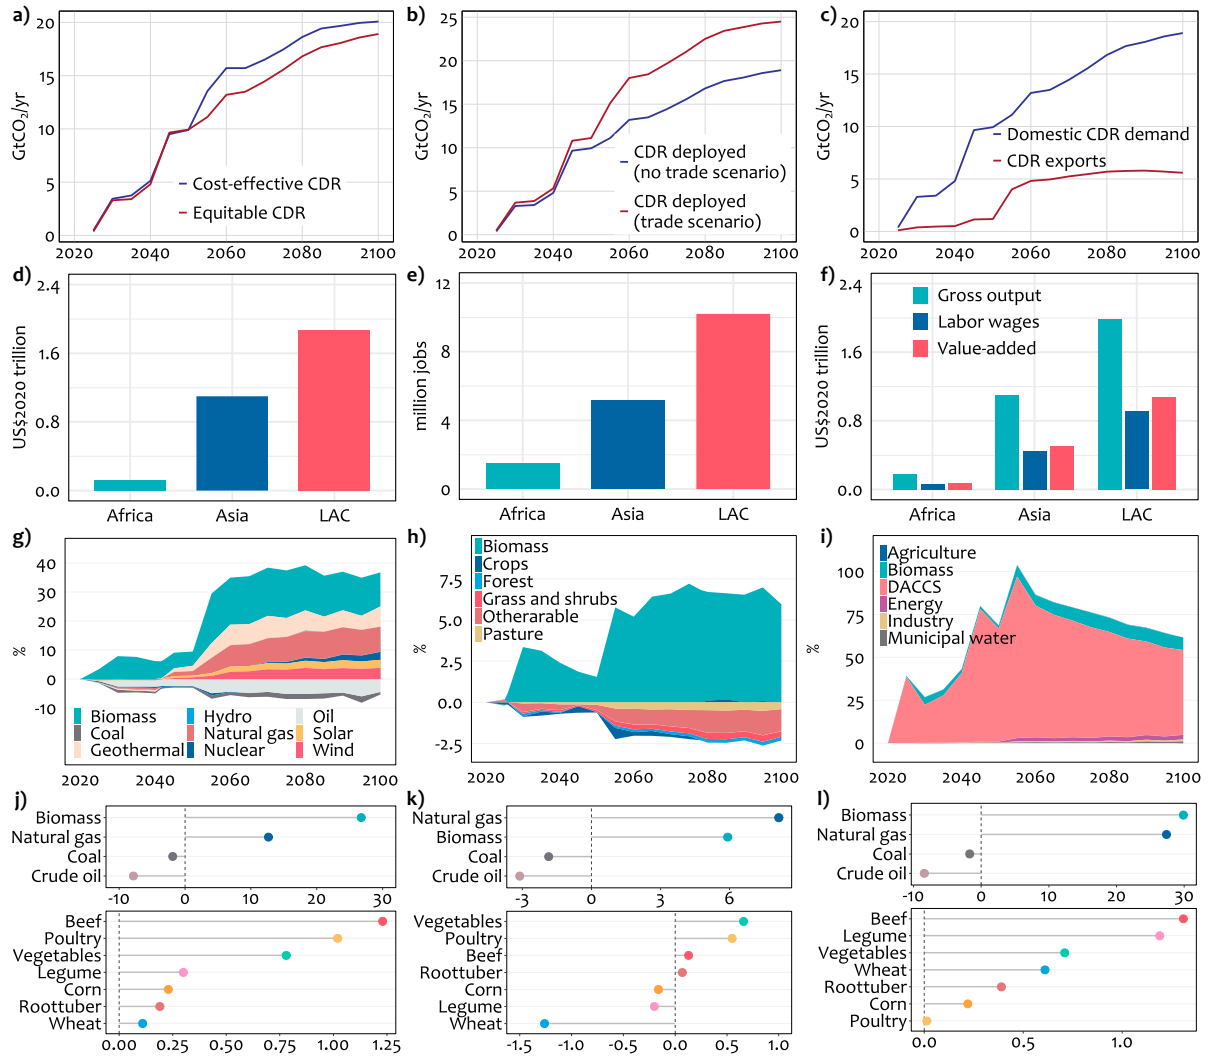 a)
20
15
10
5
0
GtCO₂/yr
Cost-effective CDR
Equitable CDR
2020 2040 2060 2080 2100
b)
25
20
15
10
5
0
GtCO₂/yr
CDR deployed
(no trade scenario)
CDR deployed
(trade scenario)
2020 2040 2060 2080 2100
c)
20
15
10
5
0
GtCO₂/yr
Domestic CDR demand
CDR exports
2020 2040 2060 2080 2100
d)
2.4
1.6
0.8
0.0
US$2020 trillion
Africa Asia LAC
e)
12
8
4
0
million jobs
Africa Asia LAC
f)
2.4
1.6
0.8
0.0
US$2020 trillion
Gross output
Labor wages
Value-added
Africa Asia LAC
g)
40
30
20
10
0
-10
%
Biomass Hydro Oil
Coal Natural gas Solar
Geothermal Nuclear Wind
2020 2040 2060 2080 2100
h)
Biomass
Crops
Forest
Grass and shrubs
Otherarable
Pasture
7.5
5.0
2.5
0.0
-2.5
%
2020 2040 2060 2080 2100
i)
Agriculture
Biomass
DACCS
Energy
Industry
Municipal water
100
75
50
25
0
%
2020 2040 2060 2080 2100
j)
Biomass
Natural gas
Coal
Crude oil
-10 0 10 20 30
Beef
Poultry
Vegetables
Legume
Corn
Roottuber
Wheat
0.00 0.25 0.50 0.75 1.00 1.25
k)
Natural gas
Biomass
Coal
Crude oil
-3 0 3 6
Vegetables
Poultry
Beef
Roottuber
Corn
Legume
Wheat
-1.5 -1.0 -0.5 0.0 0.5 1.0
l)
Biomass
Natural gas
Coal
Crude oil
-10 0 10 20 30
Beef
Legume
Vegetables
Wheat
Roottuber
Corn
Poultry
0.0 0.5 1.0